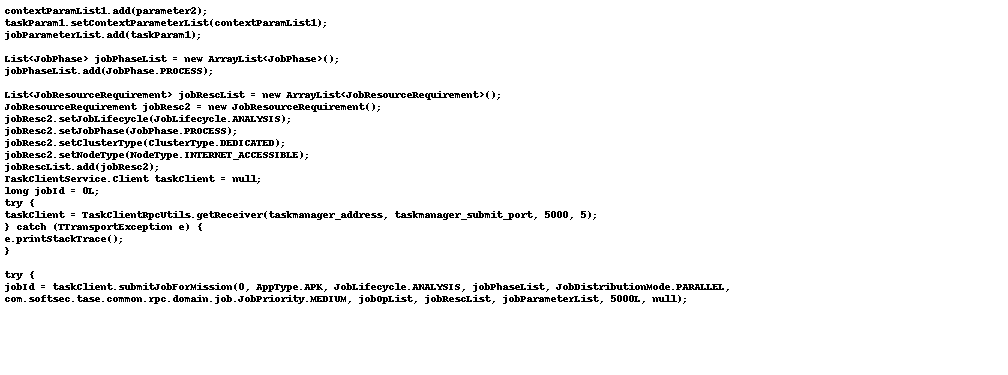 contextParamList1.add(parameter2);
taskParam1.setContextParameterList(contextParamList1);
jobParameterList.add(taskParam1);
List<JobPhase> jobPhaseList = new ArrayList<JobPhase>();
jobPhaseList.add(JobPhase.PROCESS);
List<JobResourceRequirement> jobRescList = new ArrayList<JobResourceRequirement>();
JobResourceRequirement jobResc2 = new JobResourceRequirement();
jobResc2.setJobLifecycle(JobLifecycle.ANALYSIS);
jobResc2.setJobPhase(JobPhase.PROCESS);
jobResc2.setClusterType(ClusterType.DEDICATED);
jobResc2.setNodeType(NodeType.INTERNET_ACCESSIBLE);
jobRescList.add(jobResc2);
TaskClientService.Client taskClient = null;
long jobId = 0L;
try {
taskClient = TaskClientRpcUtils.getReceiver(taskmanager_address, taskmanager_submit_port, 5000, 5);
} catch (TTransportException e) {
e.printStackTrace();
}
try {
jobId = taskClient.submitJobForMission(0, AppType.APK, JobLifecycle.ANALYSIS, jobPhaseList, JobDistributionMode.PARALLEL,
com.softsec.tase.common.rpc.domain.job.JobPriority.MEDIUM, jobOpList, jobRescList, jobParameterList, 5000L, null);